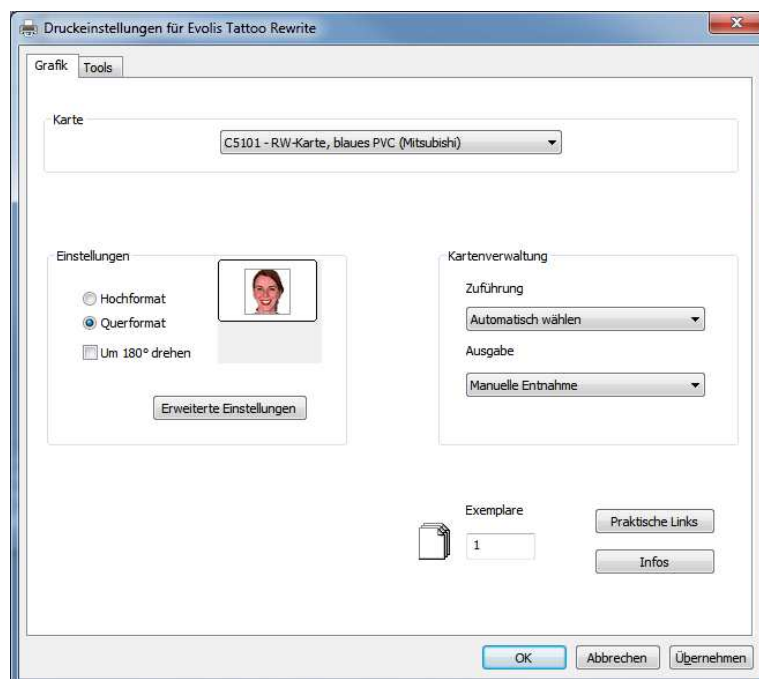 Druckeinstellungen für Evolis Tattoo Rewrite
Grafik
Tools
Karte
C5101 - RW-Karte, blaues PVC (Mitsubishi)
Einstellungen
Hochformat
Querformat
Um 180° drehen
Erweiterte Einstellungen
Kartenverwaltung
Zuführung
Automatisch wählen
Ausgabe
Manuelle Entnahme
Exemplare
1
Praktische Links
Infos
OK
Abbrechen
Übernehmen